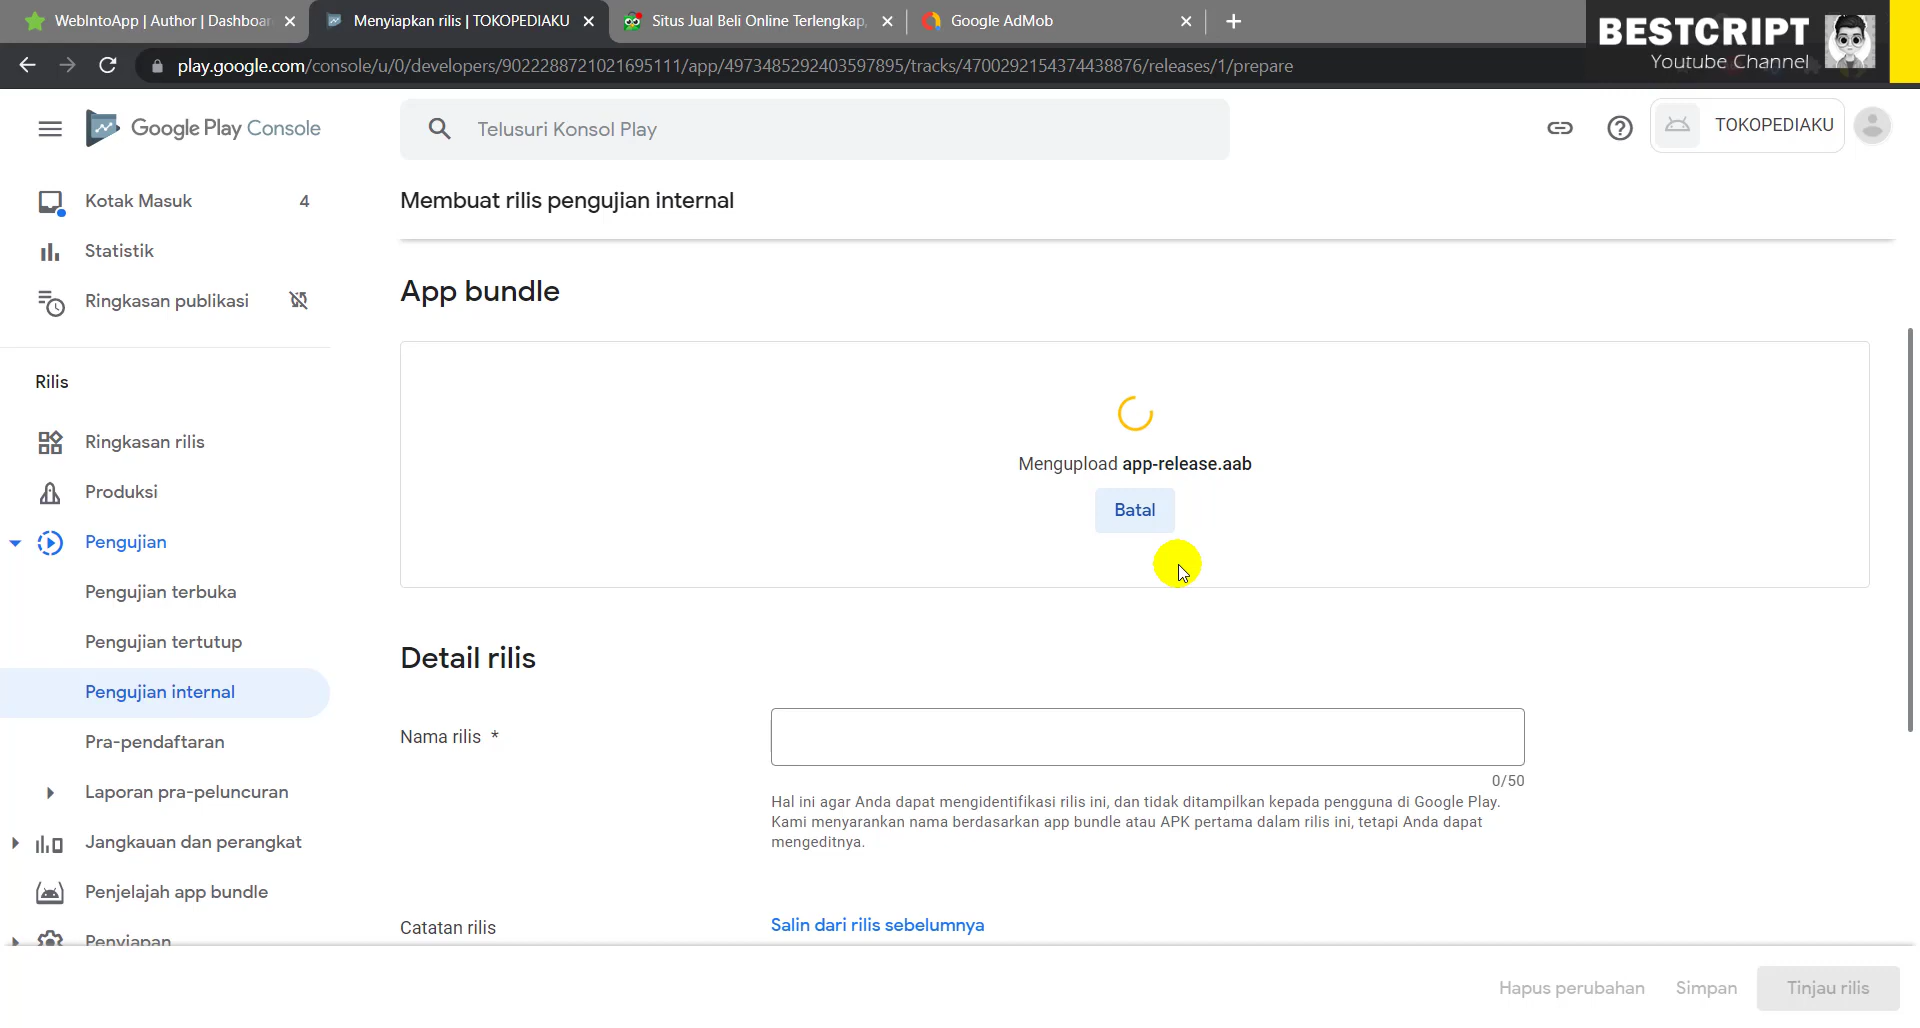 WebIntoApp | Author | Dashboar
Menyiapkan rilis | TOKOPEDIAKU
Situs Jual Beli Online Terlengkap,
Google AdMob
BESTCRIPT
Youtube Channel
play.google.com/console/u/0/developers/9022288721021695111/app/4973485292403597895/tracks/4700292154374438876/releases/1/prepare
Google Play Console
Telusuri Konsol Play
TOKOPEDIAKU
Kotak Masuk 4
Statistik
Ringkasan publikasi
Rilis
Ringkasan rilis
Produksi
Pengujian
Pengujian terbuka
Pengujian tertutup
Pengujian internal
Pra-pendaftaran
Laporan pra-peluncuran
Jangkauan dan perangkat
Penjelajah app bundle
Penyiapan
Membuat rilis pengujian internal
App bundle
Mengupload app-release.aab
Batal
Detail rilis
Nama rilis *
0/50
Hal ini agar Anda dapat mengidentifikasi rilis ini, dan tidak ditampilkan kepada pengguna di Google Play.
Kami menyarankan nama berdasarkan app bundle atau APK pertama dalam rilis ini, tetapi Anda dapat
mengeditnya.
Catatan rilis
Salin dari rilis sebelumnya
Hapus perubahan
Simpan
Tinjau rilis